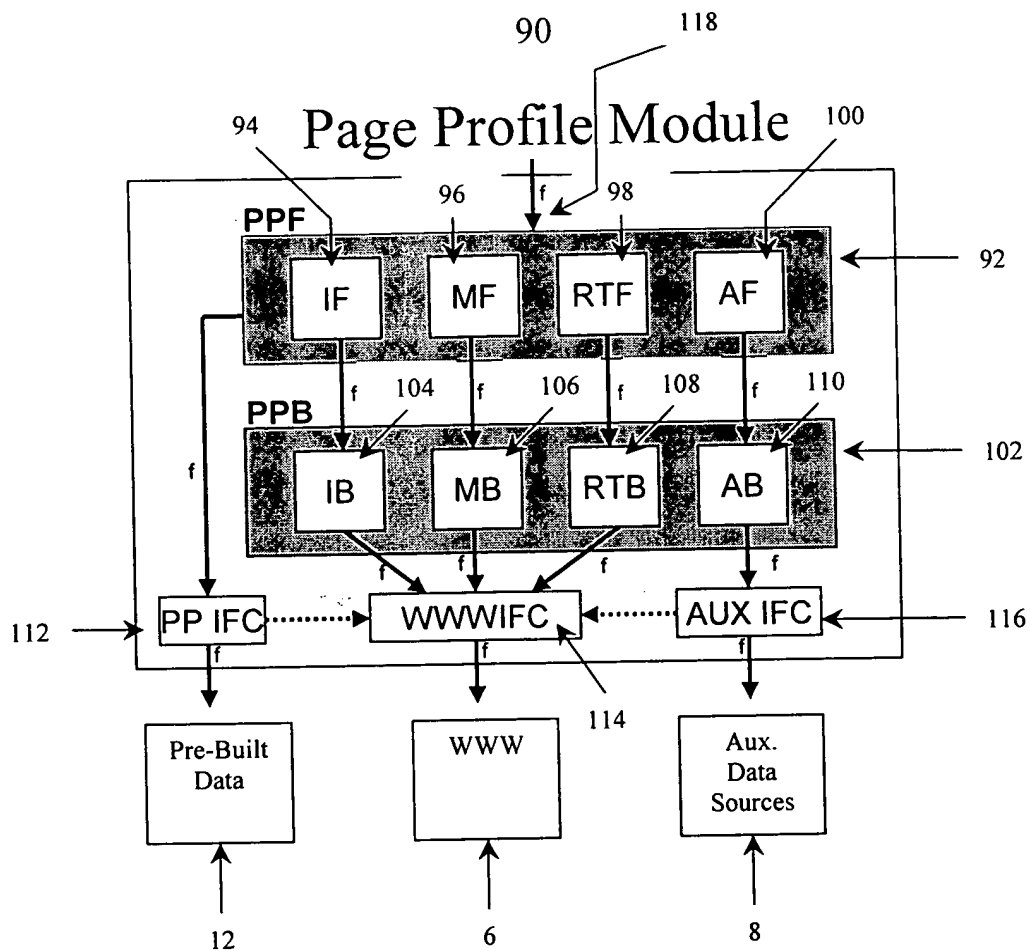 90
118
Page Profile Module
94
100
96
f
98
PPF
92
IF
MF
RTF
AF
f
f
f
f
104
106
108
110
PPB
102
f
IB
MB
RTB
AB
f
f
f
f
112
PP IFC
WWWIFC
AUX IFC
116
f
f
f
114
Pre-Built
Data
WWW
Aux.
Data
Sources
12
6
8